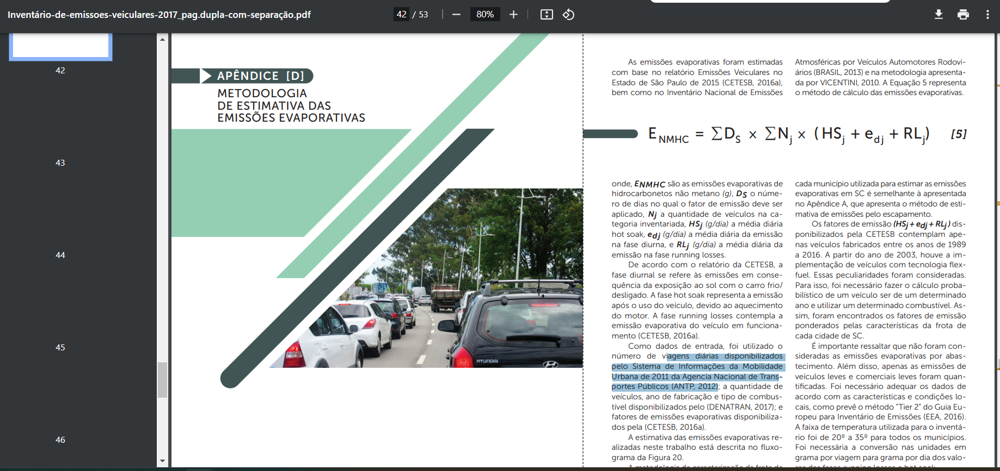 Inventário-de-emissoes-veiculares-2017_pag.dupla-com-separação.pdf
42 / 53
80%
42
43
44
45
46
APÊNDICE [D]
METODOLOGIA
DE ESTIMATIVA DAS
EMISSÕES EVAPORATIVAS
HYUNDAI
As emissões evaporativas foram estimadas
com base no relatório Emissões Veiculares no
Estado de São Paulo de 2015 (CETESB, 2016a),
bem como no Inventário Nacional de Emissões
Atmosféricas por Veículos Automotores Rodovi-
ários (BRASIL, 2013) e na metodologia apresenta-
da por VICENTINI, 2010. A Equação 5 representa
o método de cálculo das emissões evaporativas.
E NMHC = ∑D S × ∑N j × ( HS j + e d j + RL j ) [5]
onde, ENMHC são as emissões evaporativas de
hidrocarbonetos não metano (g), DS o núme-
ro de dias no qual o fator de emissão deve ser
aplicado, Nj a quantidade de veículos na ca-
tegoria inventariada, HSj (g/dia) a média diária
hot soak, edj (g/dia) a média diária da emissão
na fase diurna, e RLj (g/dia) a média diária da
emissão na fase running losses.
De acordo com o relatório da CETESB, a
fase diurnal se refere às emissões em conse-
quência da exposição ao sol com o carro frio/
desligado. A fase hot soak representa a emissão
após o uso do veículo, devido ao aquecimento
do motor. A fase running losses contempla a
emissão evaporativa do veículo em funciona-
mento (CETESB, 2016a).
Como dados de entrada, foi utilizado o
número de viagens diárias disponibilizados
pelo Sistema de Informações da Mobilidade
Urbana de 2011 da Agencia Nacional de Trans-
portes Públicos (ANTP, 2012); a quantidade de
veículos, ano de fabricação e tipo de combus-
tível disponibilizados pelo (DENATRAN, 2017); e
fatores de emissões evaporativas disponibiliza-
dos pela (CETESB, 2016a).
A estimativa das emissões evaporativas re-
alizadas neste trabalho está descrita no fluxo-
grama da Figura 20.
A metodologia de caracterização da frota de
cada município utilizada para estimar as emissões
evaporativas em SC é semelhante à apresentada
no Apêndice A, que apresenta o método de esti-
mativa de emissões pelo escapamento.
Os fatores de emissão (HSj + edj + RLj ) dis-
ponibilizados pela CETESB contemplam ape-
nas veículos fabricados entre os anos de 1989
a 2016. A partir do ano de 2003, houve a im-
plementação de veículos com tecnologia flex-
fuel. Essas peculiaridades foram consideradas.
Para isso, foi necessário fazer o cálculo proba-
bilístico de um veículo ser de um determinado
ano e utilizar um determinado combustível. As-
sim, foram encontrados os fatores de emissão
ponderados pelas características da frota de
cada cidade de SC.
É importante ressaltar que não foram con-
sideradas as emissões evaporativas por abas-
tecimento. Além disso, apenas as emissões de
veículos leves e comerciais leves foram quan-
tificadas. Foi necessário adequar os dados de
acordo com as características e condições lo-
cais, como prevê o método “Tier 2” do Guia Eu-
ropeu para Inventário de Emissões (EEA, 2016).
A faixa de temperatura utilizada para o inventá-
rio foi de 20º a 35º para todos os municípios.
Foi necessária a conversão nas unidades em
grama por viagem para grama por dia dos valo-
res das fases running losses e hot soak